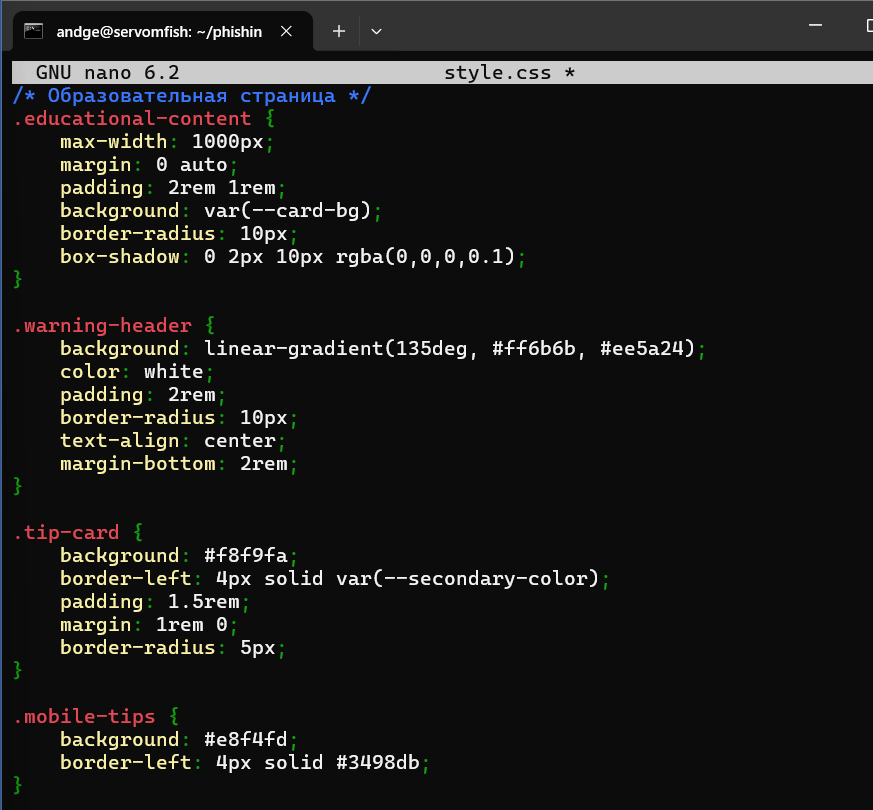 andge@servomfish: ~/phishin
GNU nano 6.2 style.css *
/* Образовательная страница */
.educational-content {
    max-width: 1000px;
    margin: 0 auto;
    padding: 2rem 1rem;
    background: var(--card-bg);
    border-radius: 10px;
    box-shadow: 0 2px 10px rgba(0,0,0,0.1);
}

.warning-header {
    background: linear-gradient(135deg, #ff6b6b, #ee5a24);
    color: white;
    padding: 2rem;
    border-radius: 10px;
    text-align: center;
    margin-bottom: 2rem;
}

.tip-card {
    background: #f8f9fa;
    border-left: 4px solid var(--secondary-color);
    padding: 1.5rem;
    margin: 1rem 0;
    border-radius: 5px;
}

.mobile-tips {
    background: #e8f4fd;
    border-left: 4px solid #3498db;
}